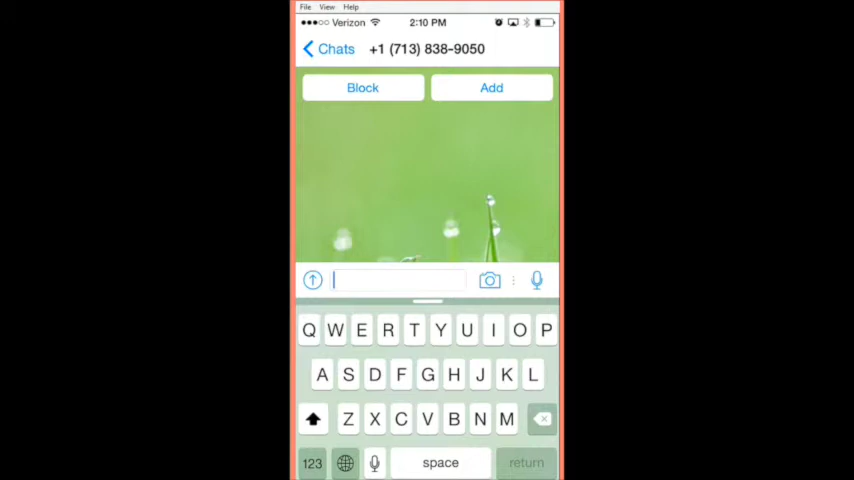 File View Help
Verizon 2:10 PM
Chats +1 (713) 838-9050
Block Add
Q W E R T Y U I O P
A S D F G H J K L
Z X C V B N M
123 space return